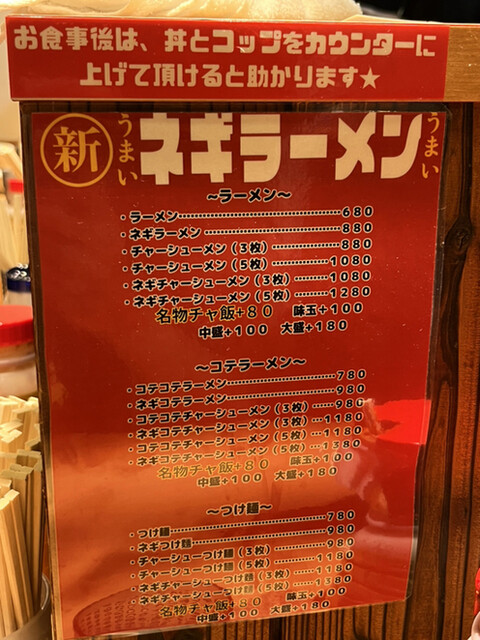 お食事後は、丼とコップをカウンターに
上げて頂けると助かります★
新 うまい ネギラーメン うまい
～ラーメン～
・ラーメン………………………………680
・ネギラーメン…………………………880
・チャーシューメン（3枚）……………880
・チャーシューメン（5枚）…………1080
・ネギチャーシューメン（3枚）……1080
・ネギチャーシューメン（5枚）……1280
名物チャ飯+80 味玉+100
中盛+100 大盛+180
～コテラーメン～
・コテコテラーメン……………………780
・ネギコテラーメン……………………980
・コテコテチャーシューメン（3枚）…980
・ネギコテチャーシューメン（3枚）…1180
・コテコテチャーシューメン（5枚）…1180
・ネギコテチャーシューメン（5枚）…1380
名物チャ飯+80 味玉+100
中盛+100 大盛+180
～つけ麺～
・つけ麺…………………………………780
・ネギつけ麺……………………………980
・チャーシューつけ麺（3枚）…………980
・チャーシューつけ麺（5枚）………1180
・ネギチャーシューつけ麺（3枚）…1180
・ネギチャーシューつけ麺（5枚）…1380
名物チャ飯+80 味玉+100
中盛+100 大盛+180